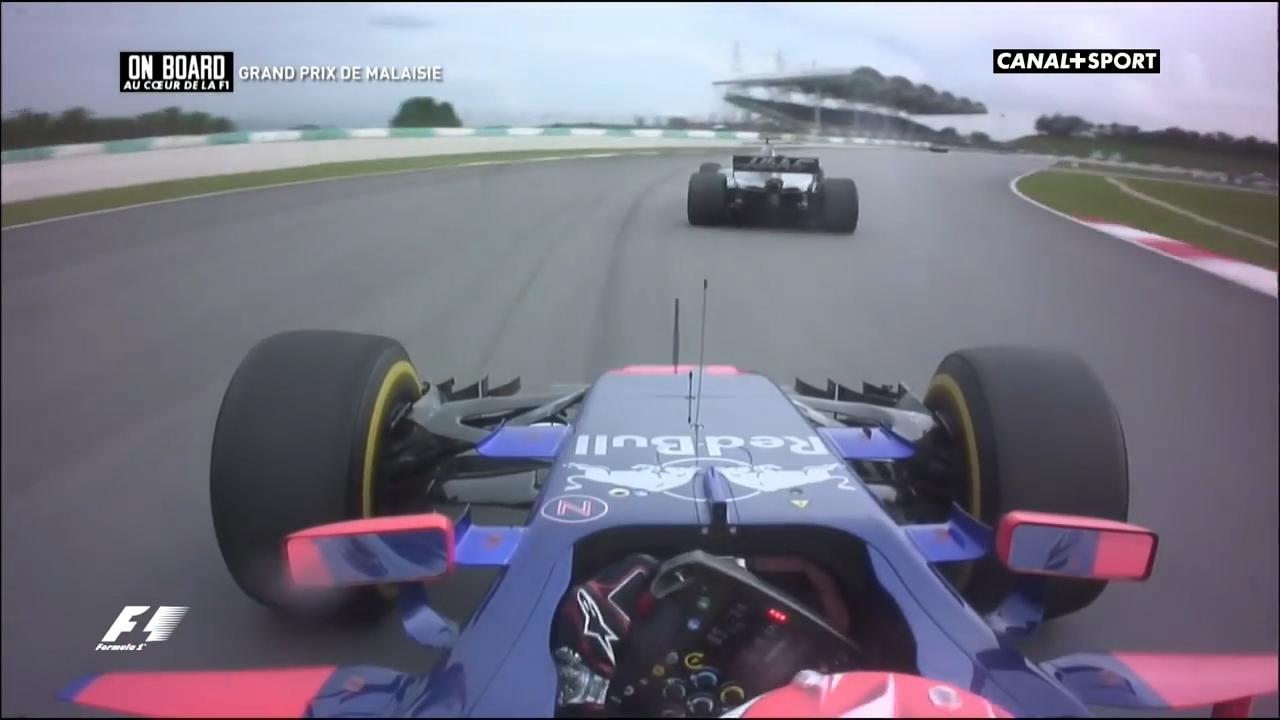 ON BOARD
AU CŒUR DE LA F1
GRAND PRIX DE MALAISIE
CANAL+SPORT
Red Bull
F1
Formula 1